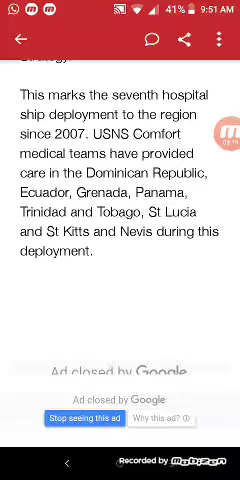 41% 9:51 AM
Strategy.
This marks the seventh hospital
ship deployment to the region
since 2007. USNS Comfort
medical teams have provided
care in the Dominican Republic,
Ecuador, Grenada, Panama,
Trinidad and Tobago, St Lucia
and St Kitts and Nevis during this
deployment.
Ad closed by Google
Ad closed by Google
Stop seeing this ad Why this ad?
Recorded by mobizen